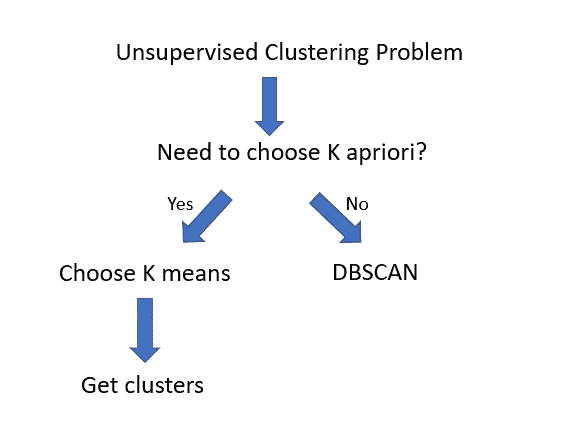 Unsupervised Clustering Problem
Need to choose K apriori?
Yes
No
Choose K means
DBSCAN
Get clusters